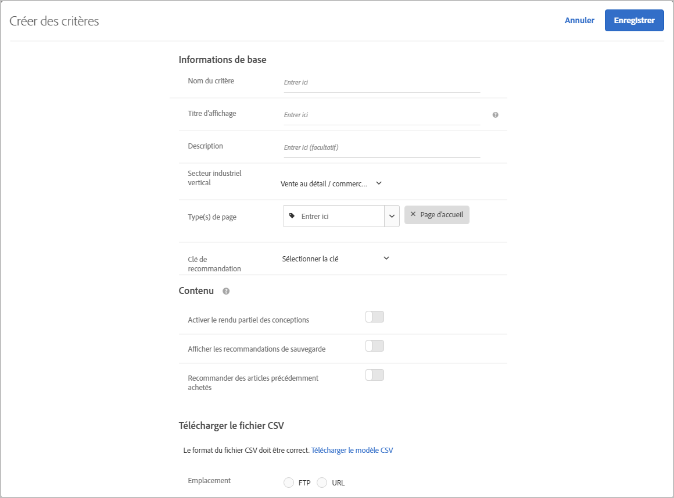 Créer des critères
Annuler
Enregistrer
Informations de base
Nom du critère
Entrer ici
Titre d'affichage
Entrer ici
Description
Entrer ici (facultatif)
Secteur industriel
vertical
Vente au détail / commerc...
Type(s) de page
Entrer ici
× Page d'accueil
Clé de
recommandation
Sélectionner la clé
Contenu
Activer le rendu partiel des conceptions
Afficher les recommandations de sauvegarde
Recommander des articles précédemment
achetés
Télécharger le fichier CSV
Le format du fichier CSV doit être correct. Télécharger le modèle CSV
Emplacement
FTP
URL